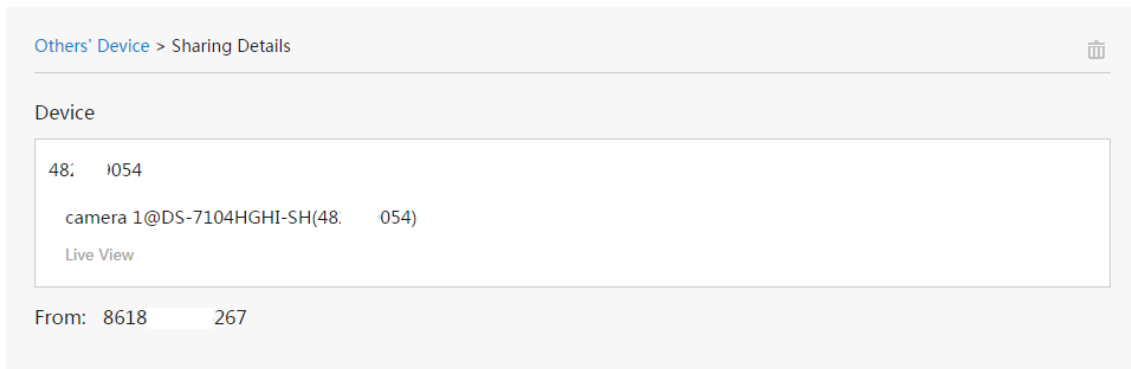 Others' Device > Sharing Details
Device
48 054
camera 1@DS-7104HGHI-SH(48 054)
Live View
From: 8618 267